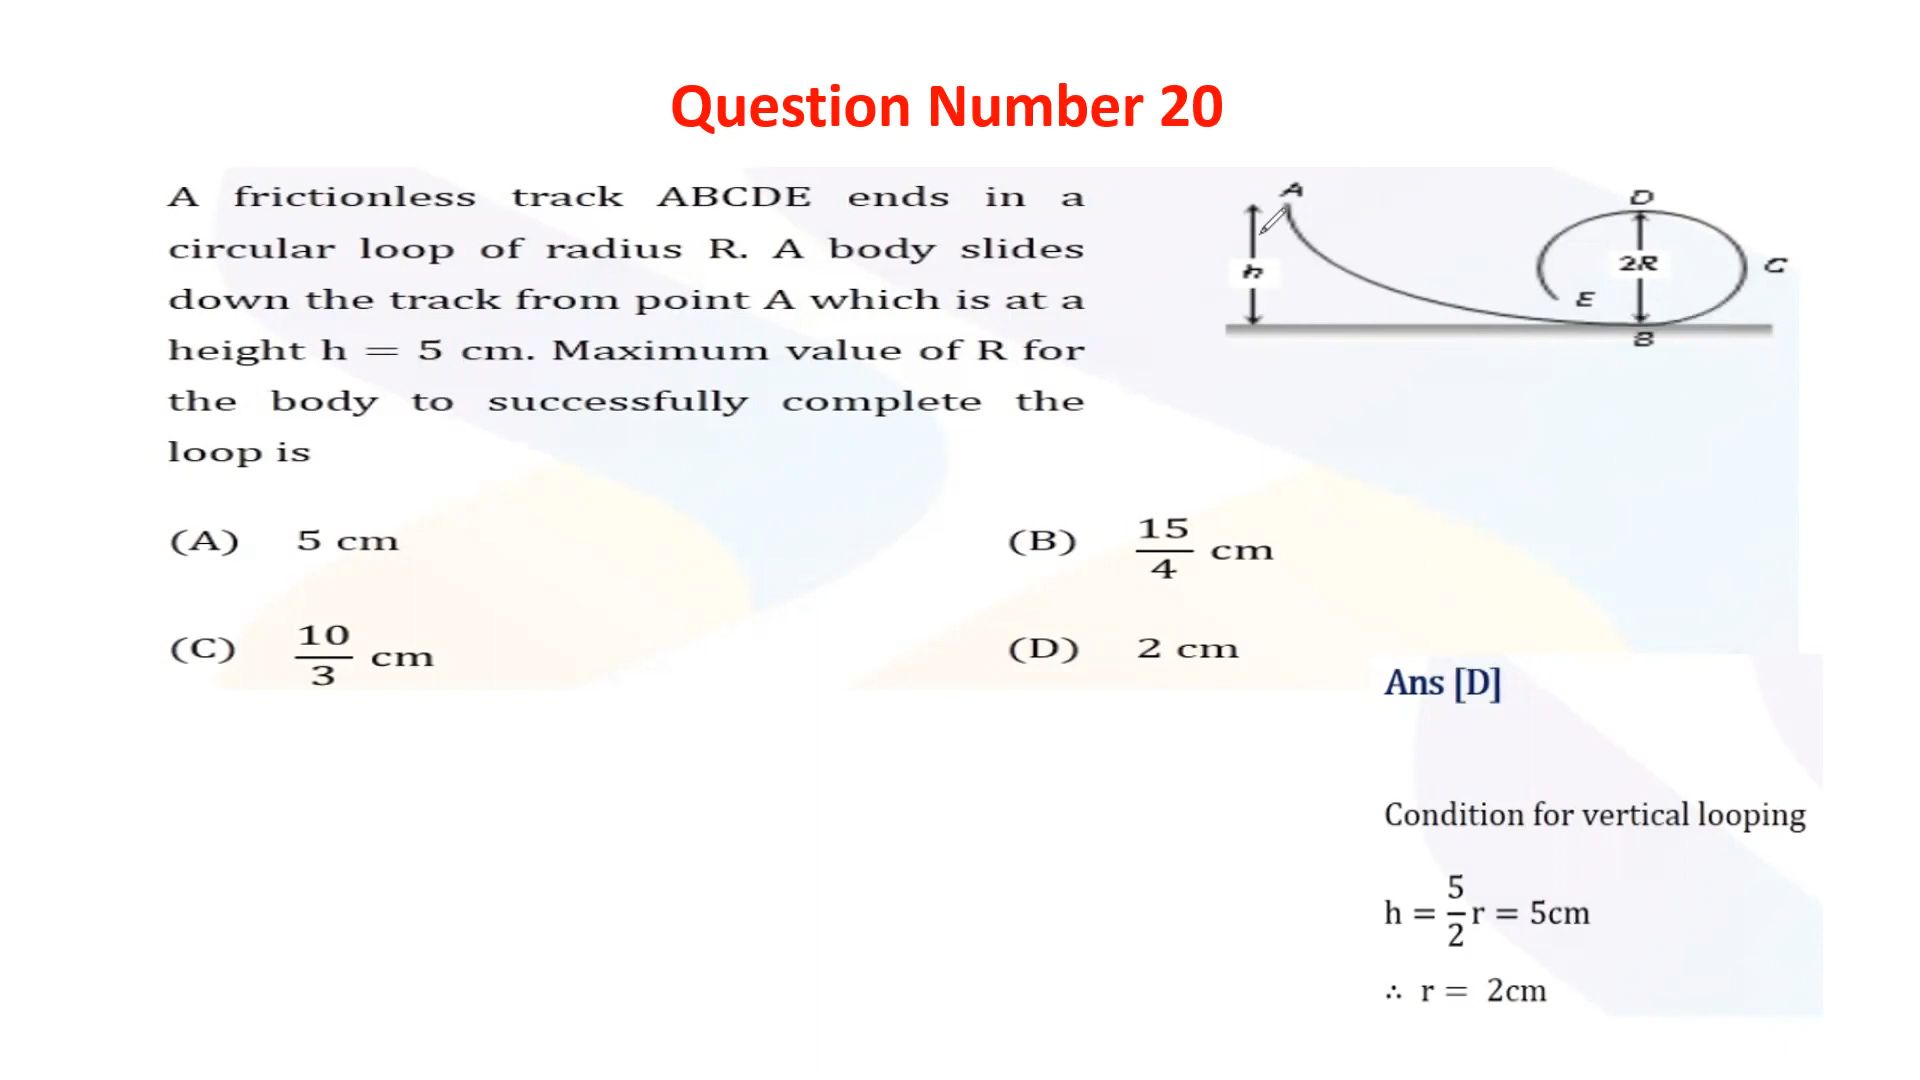 Question Number 20
A frictionless track ABCDE ends in a
circular loop of radius R. A body slides
down the track from point A which is at a
height h = 5 cm. Maximum value of R for
the body to successfully complete the
loop is
A
D
h
2R
C
E
B
(A) 5 cm
(B) 15/4 cm
(C) 10/3 cm
(D) 2 cm
Ans [D]
Condition for vertical looping
h = 5/2 r = 5cm
∴ r = 2cm